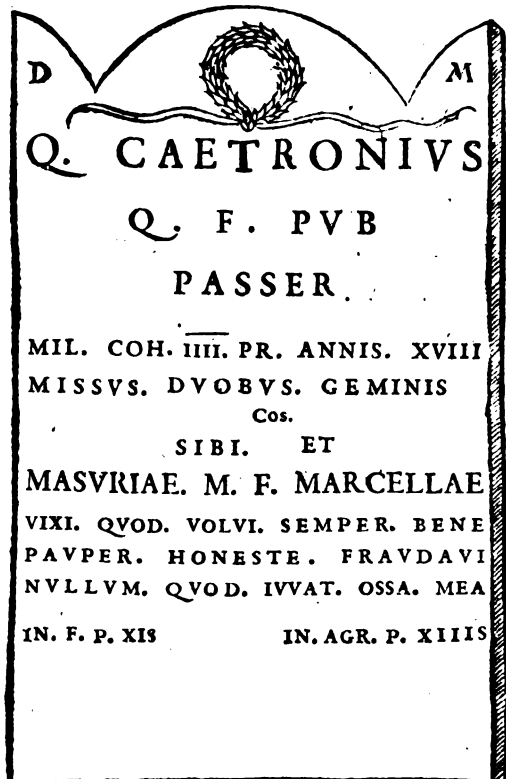 D M
Q. CAETRONIVS
Q. F. PVB
PASSER.
MIL. COH. IIII. PR. ANNIS. XVIII
MISSVS. DVOBVS. GEMINIS
Cos.
SIBI. ET
MASVRIAE. M. F. MARCELLAE
VIXI. QVOD. VOLVI. SEMPER. BENE
PAVPER. HONESTE. FRAVDAVI
NVLLVM. QVOD. IVVAT. OSSA. MEA
IN. F. P. XIS IN. AGR. P. XIIIIS